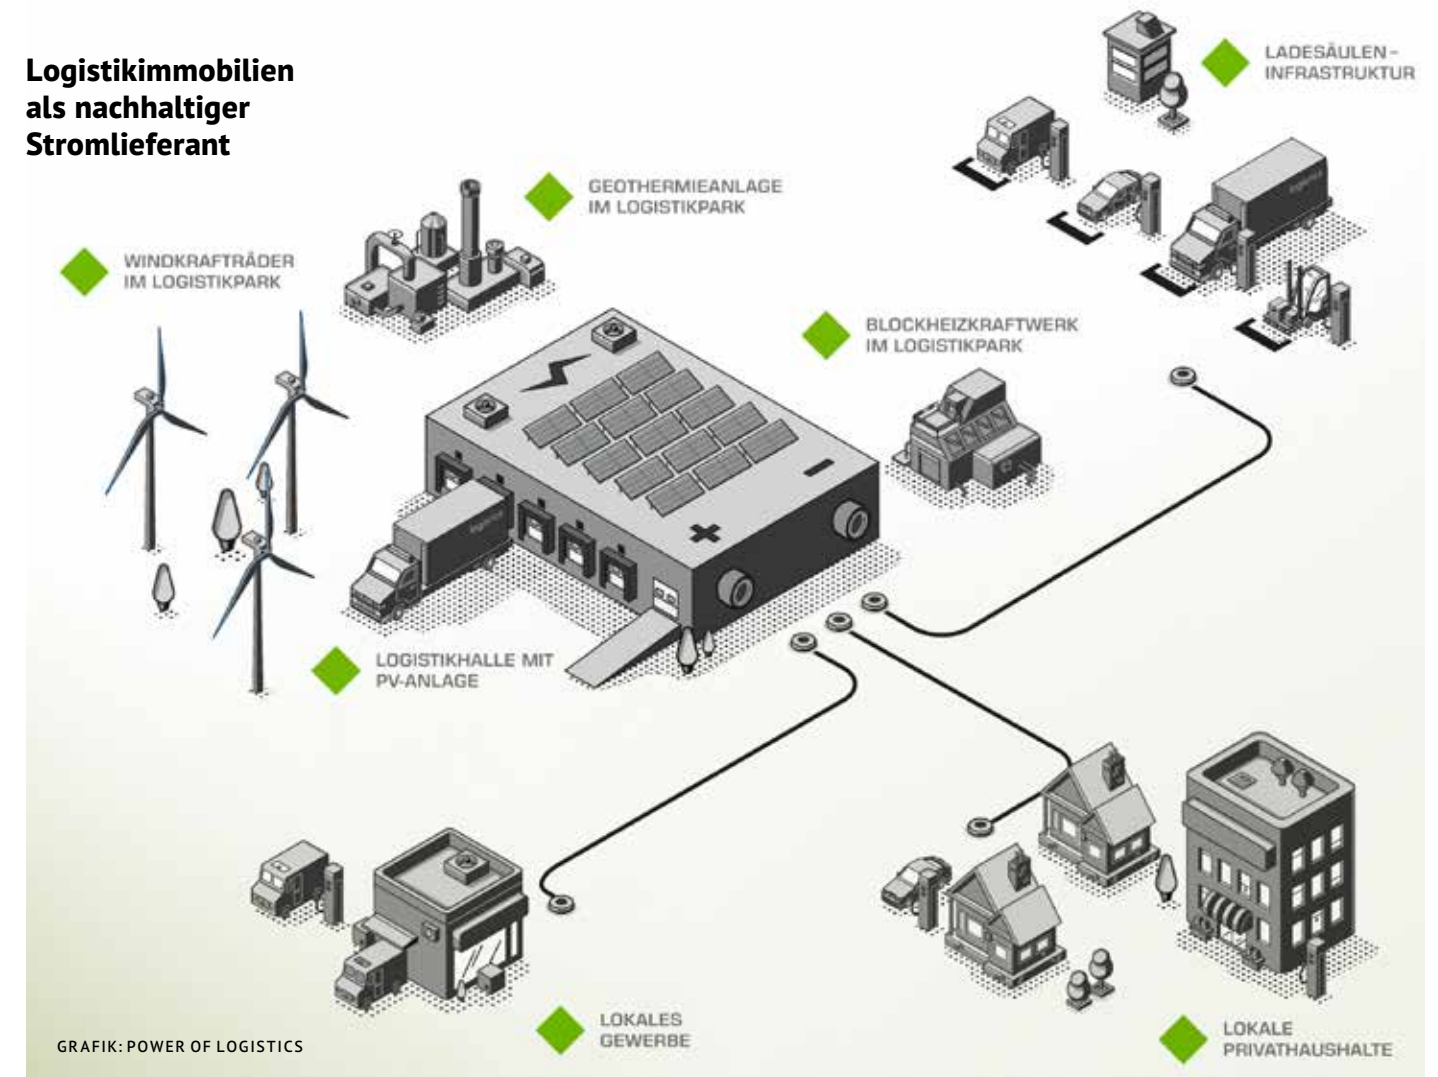 Logistikimmobilien
als nachhaltiger
Stromlieferant
LADESÄULEN-
INFRASTRUKTUR
GEOTHERMIEANLAGE
IM LOGISTIKPARK
WINDKRAFTRÄDER
IM LOGISTIKPARK
BLOCKHEIZKRAFTWERK
IM LOGISTIKPARK
LOGISTIKHALLE MIT
PV-ANLAGE
LOKALES
GEWERBE
LOKALE
PRIVATHAUSHALTE
GRAFIK: POWER OF LOGISTICS